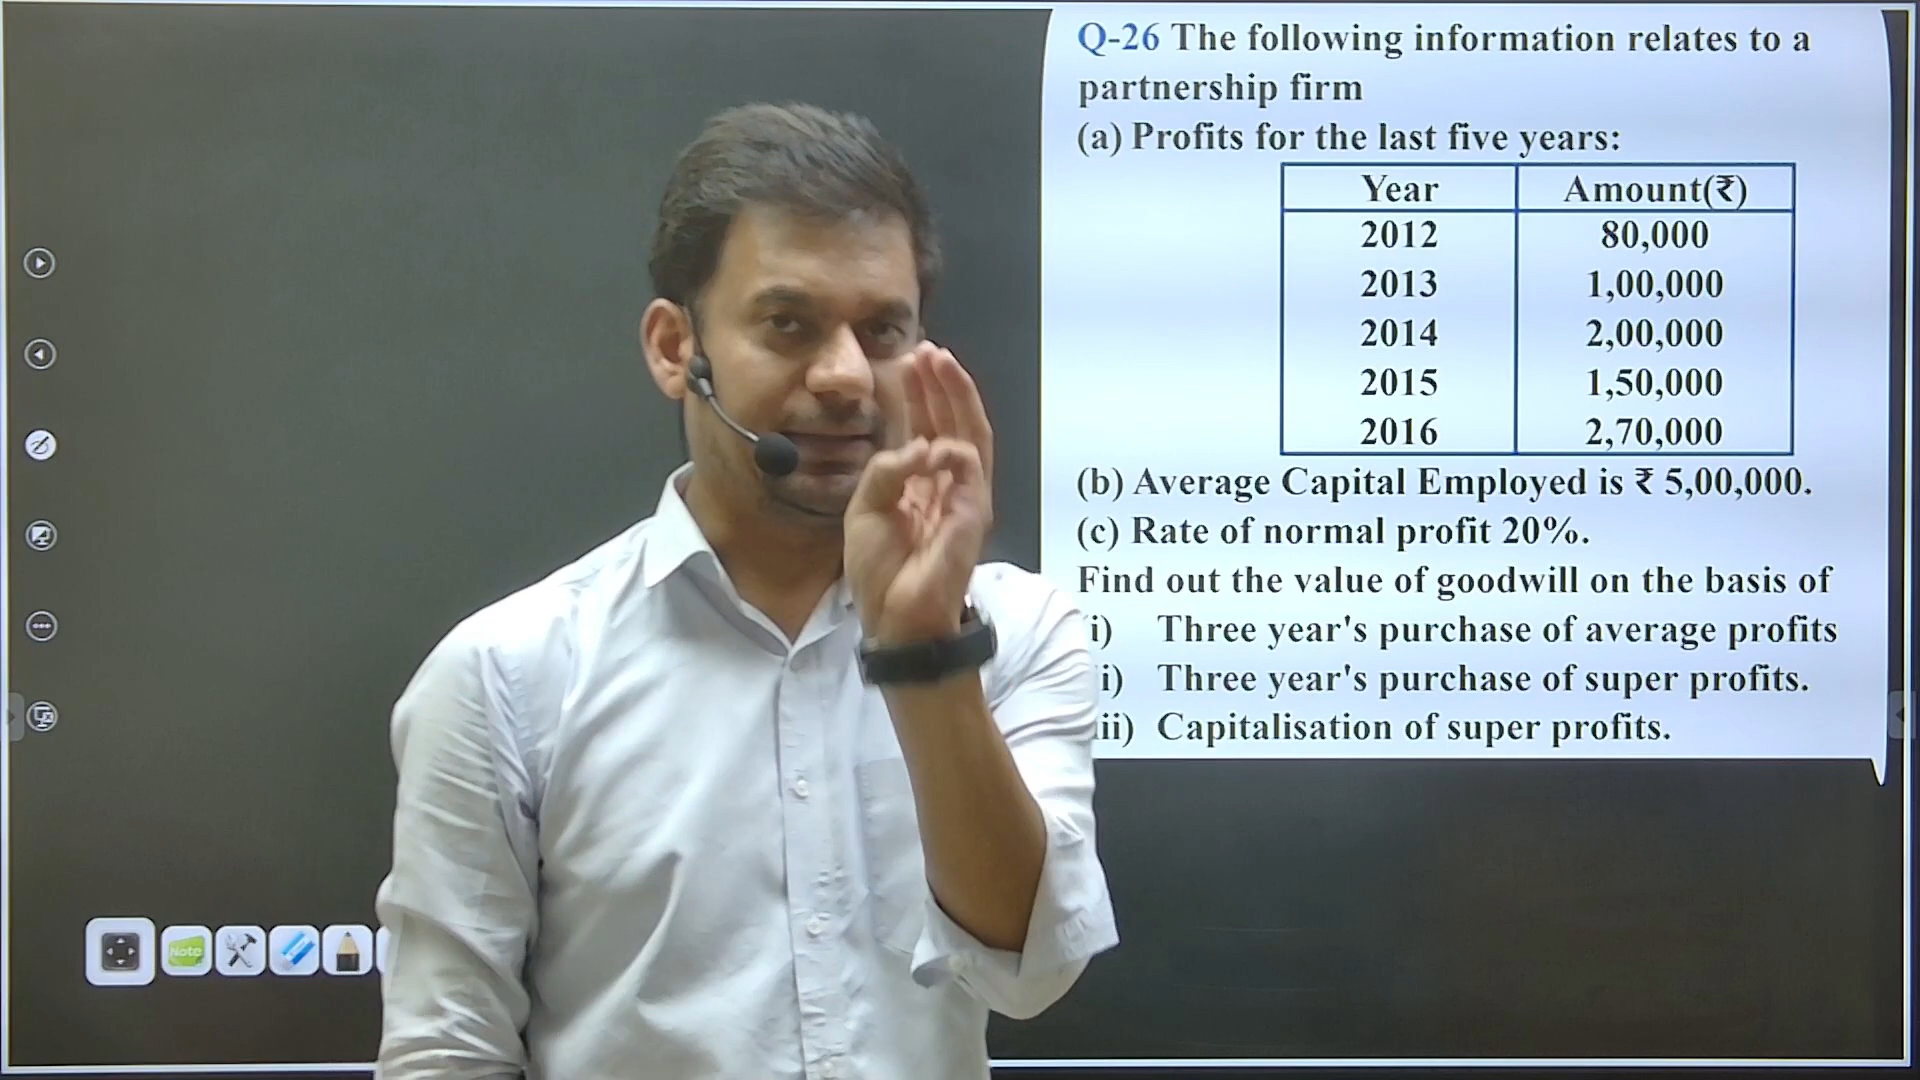 Q-26 The following information relates to a
partnership firm
(a) Profits for the last five years:
Year Amount(₹)
2012 80,000
2013 1,00,000
2014 2,00,000
2015 1,50,000
2016 2,70,000
(b) Average Capital Employed is ₹ 5,00,000.
(c) Rate of normal profit 20%.
Find out the value of goodwill on the basis of
i) Three year's purchase of average profits
i) Three year's purchase of super profits.
ii) Capitalisation of super profits.
Note